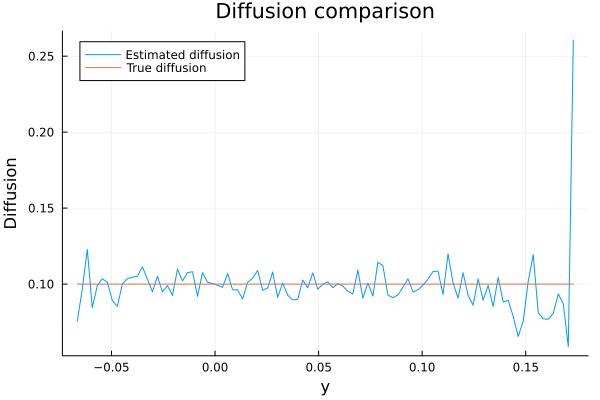 Diffusion comparison
Estimated diffusion
True diffusion
Diffusion
0.25
0.20
0.15
0.10
−0.05
0.00
0.05
0.10
0.15
y